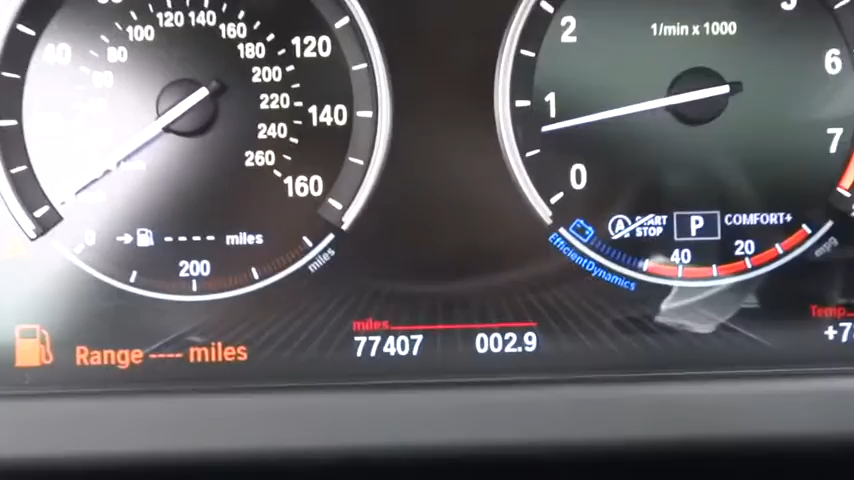 120 140
100 160
80 180
200
220
240
260
40
120
140
160
0
----- miles
200
miles
Range ---- miles
miles
77407 002.9
1/min x 1000
0
1
2
6
7
A START
STOP
P
COMFORT+
EfficientDynamics
40 20
mpg
Temp.